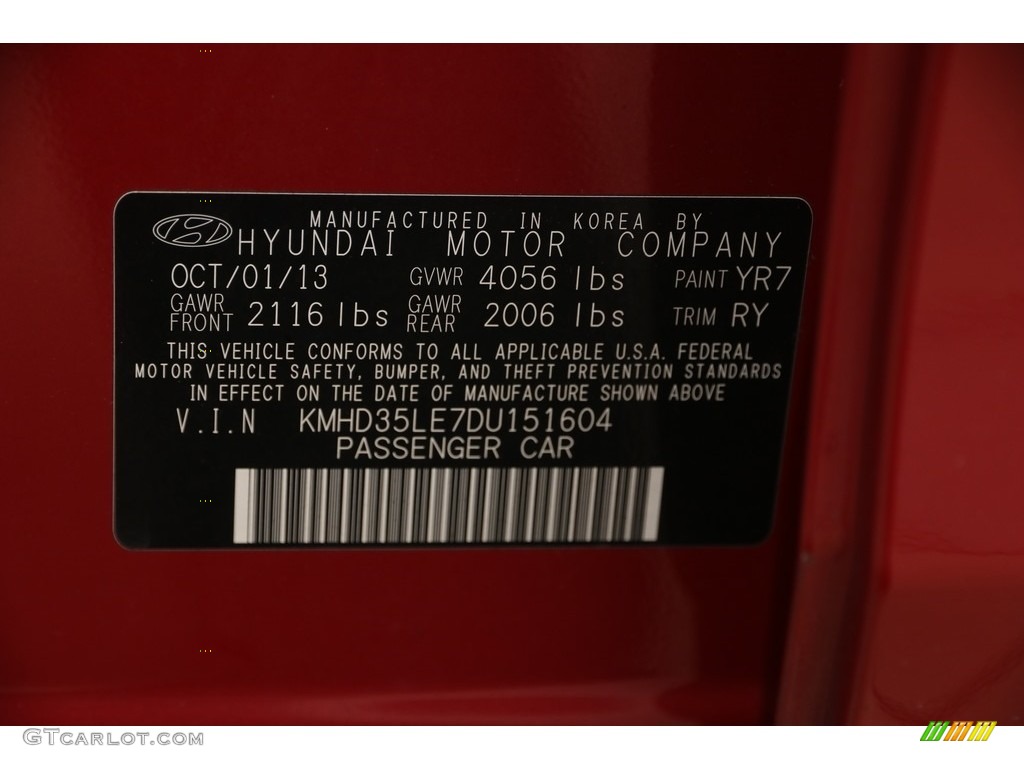 MANUFACTURED IN KOREA BY
HYUNDAI MOTOR COMPANY
OCT/01/13 GVWR 4056 lbs PAINT YR7
GAWR FRONT 2116 lbs GAWR REAR 2006 lbs TRIM RY
THIS VEHICLE CONFORMS TO ALL APPLICABLE U.S.A. FEDERAL
MOTOR VEHICLE SAFETY, BUMPER, AND THEFT PREVENTION STANDARDS
IN EFFECT ON THE DATE OF MANUFACTURE SHOWN ABOVE
V.I.N KMHD35LE7DU151604
PASSENGER CAR
GTCARLOT.COM